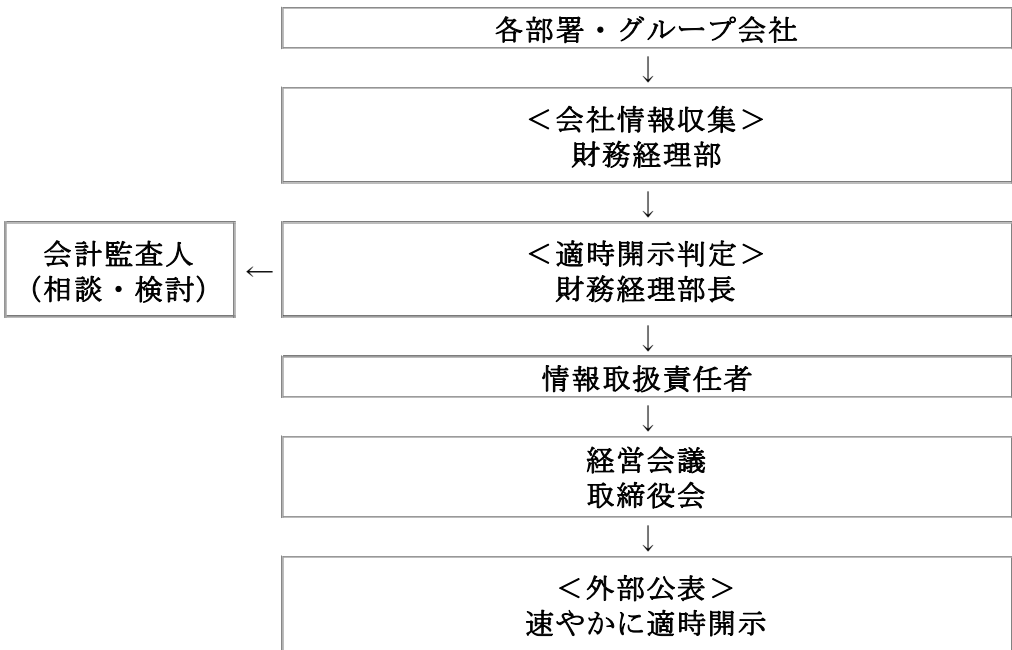 各部署・グループ会社
↓
＜会社情報収集＞
財務経理部
↓
会計監査人
（相談・検討）
←
＜適時開示判定＞
財務経理部長
↓
情報取扱責任者
↓
経営会議
取締役会
↓
＜外部公表＞
速やかに適時開示